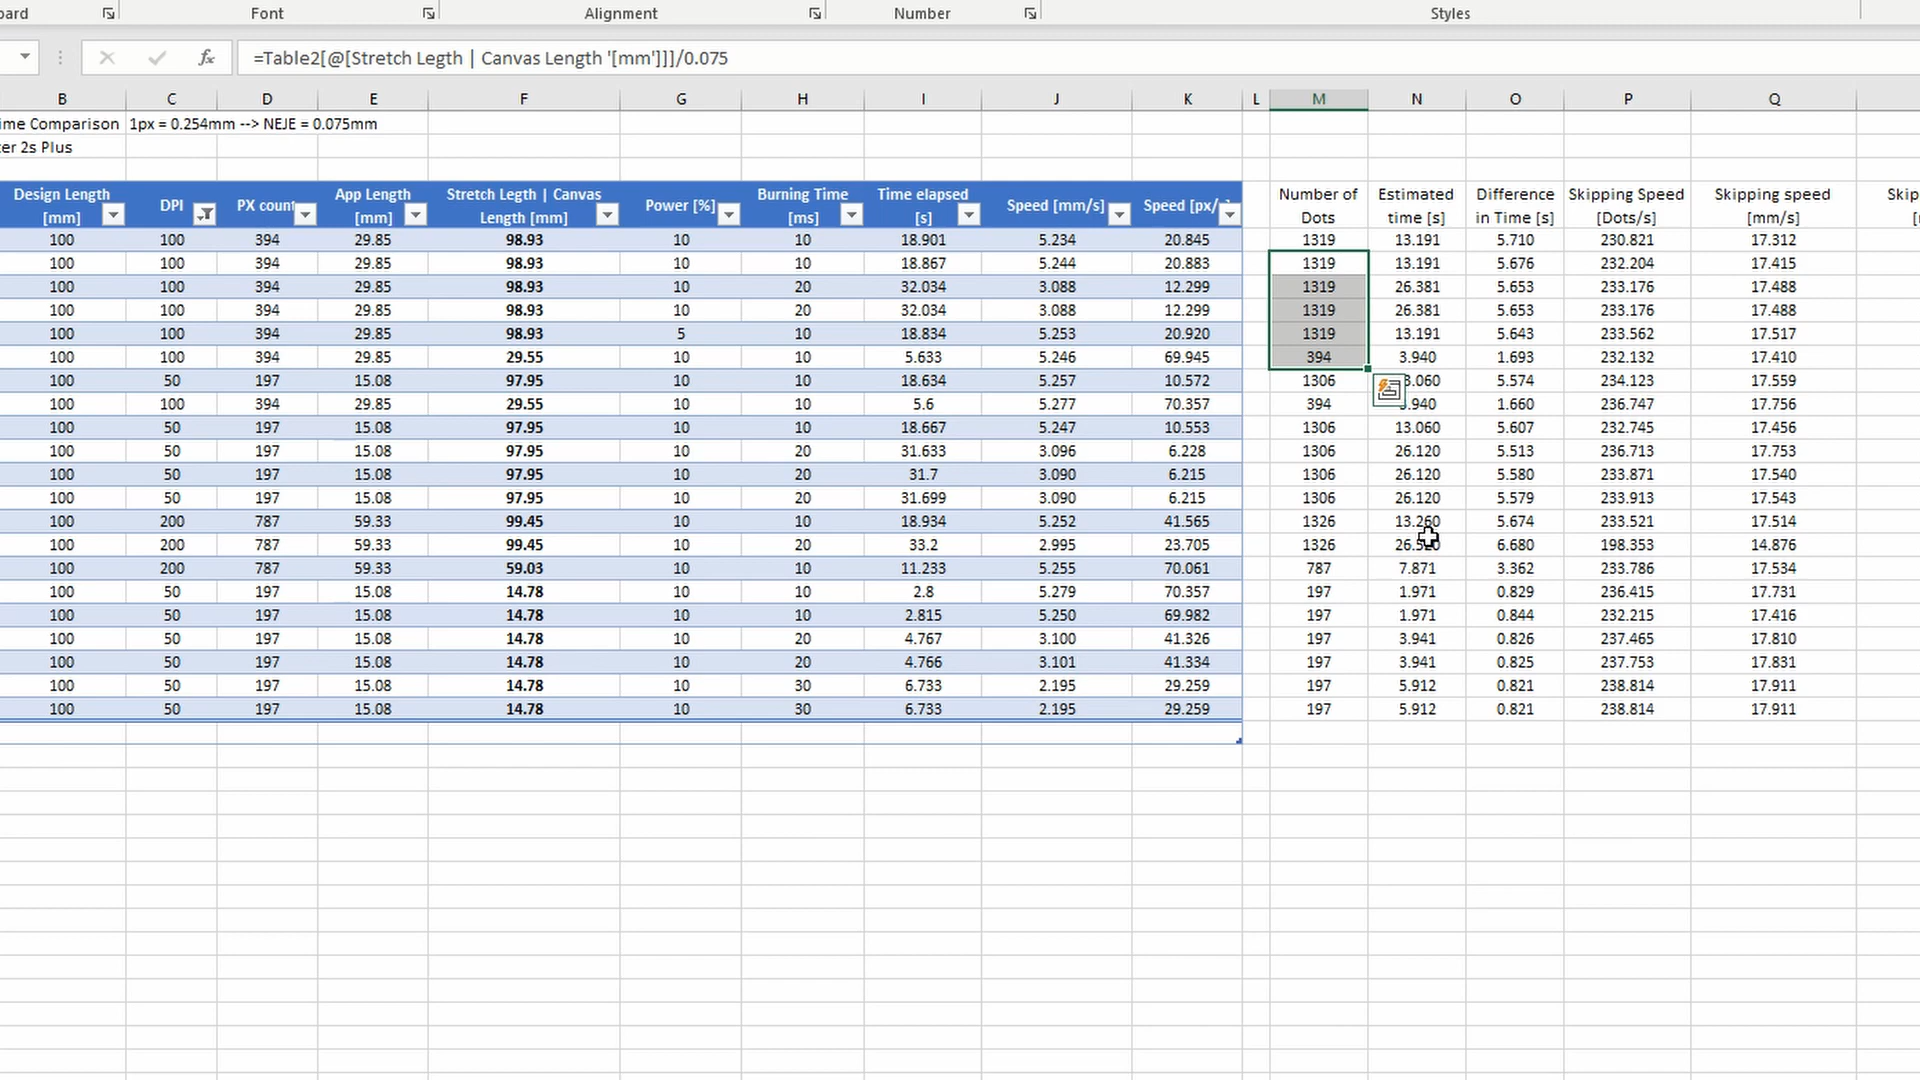 oard Font Alignment Number Styles
fx =Table2[@[Stretch Legth | Canvas Length '[mm']]]/0.075
B C D E F G H I J K L M N O P Q
ime Comparison 1px = 0.254mm --> NEJE = 0.075mm
ter 2s Plus
Design Length [mm] DPI PX count App Length [mm] Stretch Legth | Canvas Length [mm] Power [%] Burning Time [ms] Time elapsed [s] Speed [mm/s] Speed [px/ Number of Dots Estimated time [s] Difference in Time [s] Skipping Speed [Dots/s] Skipping speed [mm/s] Skip
100 100 394 29.85 98.93 10 10 18.901 5.234 20.845 1319 13.191 5.710 230.821 17.312
100 100 394 29.85 98.93 10 10 18.867 5.244 20.883 1319 13.191 5.676 232.204 17.415
100 100 394 29.85 98.93 10 20 32.034 3.088 12.299 1319 26.381 5.653 233.176 17.488
100 100 394 29.85 98.93 10 20 32.034 3.088 12.299 1319 26.381 5.653 233.176 17.488
100 100 394 29.85 98.93 5 10 18.834 5.253 20.920 1319 13.191 5.643 233.562 17.517
100 100 394 29.85 29.55 10 10 5.633 5.246 69.945 394 3.940 1.693 232.132 17.410
100 50 197 15.08 97.95 10 10 18.634 5.257 10.572 1306 3.060 5.574 234.123 17.559
100 100 394 29.85 29.55 10 10 5.6 5.277 70.357 394 .940 1.660 236.747 17.756
100 50 197 15.08 97.95 10 10 18.667 5.247 10.553 1306 13.060 5.607 232.745 17.456
100 50 197 15.08 97.95 10 20 31.633 3.096 6.228 1306 26.120 5.513 236.713 17.753
100 50 197 15.08 97.95 10 20 31.7 3.090 6.215 1306 26.120 5.580 233.871 17.540
100 50 197 15.08 97.95 10 20 31.699 3.090 6.215 1306 26.120 5.579 233.913 17.543
100 200 787 59.33 99.45 10 10 18.934 5.252 41.565 1326 13.260 5.674 233.521 17.514
100 200 787 59.33 99.45 10 20 33.2 2.995 23.705 1326 6.680 198.353 14.876
100 200 787 59.33 59.03 10 10 11.233 5.255 70.061 787 7.871 3.362 233.786 17.534
100 50 197 15.08 14.78 10 10 2.8 5.279 70.357 197 1.971 0.829 236.415 17.731
100 50 197 15.08 14.78 10 10 2.815 5.250 69.982 197 1.971 0.844 232.215 17.416
100 50 197 15.08 14.78 10 20 4.767 3.100 41.326 197 3.941 0.826 237.465 17.810
100 50 197 15.08 14.78 10 20 4.766 3.101 41.334 197 3.941 0.825 237.753 17.831
100 50 197 15.08 14.78 10 30 6.733 2.195 29.259 197 5.912 0.821 238.814 17.911
100 50 197 15.08 14.78 10 30 6.733 2.195 29.259 197 5.912 0.821 238.814 17.911